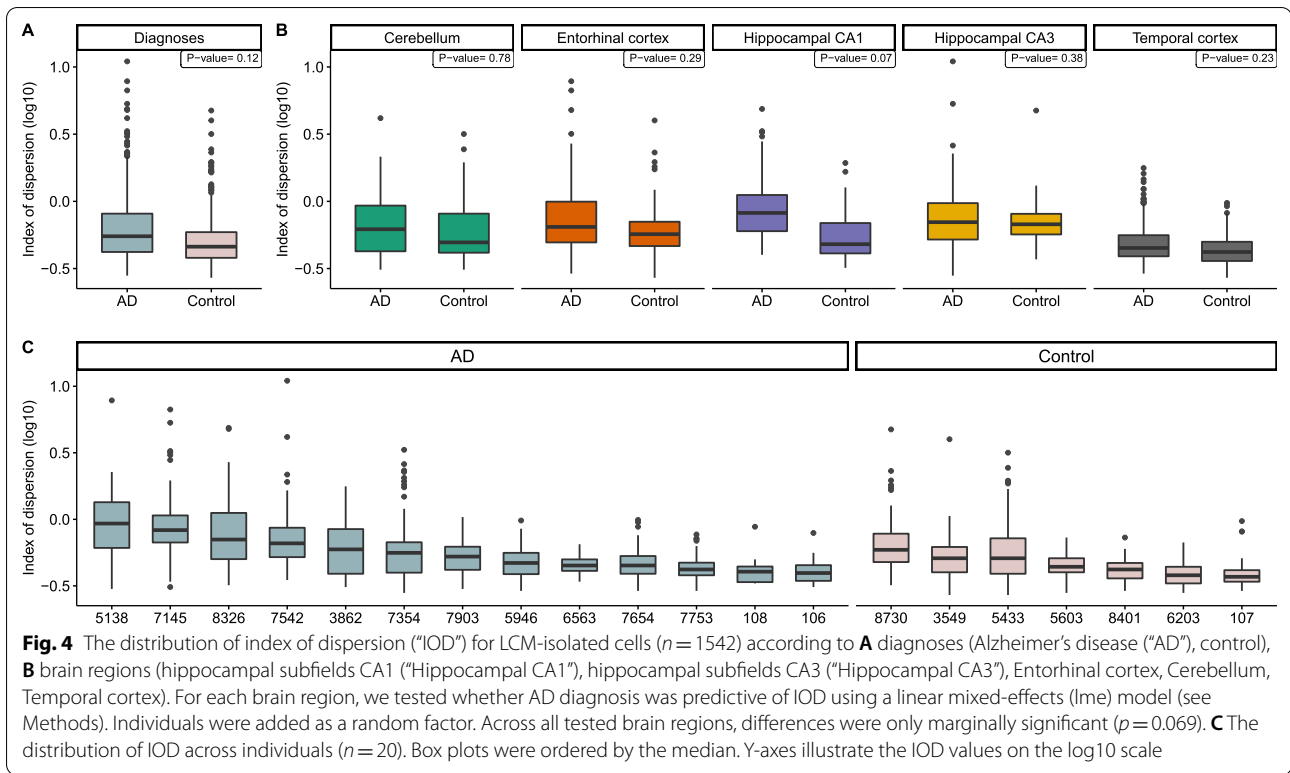 A
B
Diagnoses
Cerebellum
Entorhinal cortex
Hippocampal CA1
Hippocampal CA3
Temporal cortex
P−value= 0.12
P−value= 0.78
P−value= 0.29
P−value= 0.07
P−value= 0.38
P−value= 0.23
Index of dispersion (log10)
1.0
0.5
0.0
−0.5
AD
Control
Index of dispersion (log10)
1.0
0.5
0.0
−0.5
AD
Control
AD
Control
AD
Control
AD
Control
AD
Control
C
AD
Control
Index of dispersion (log10)
1.0
0.5
0.0
−0.5
5138 7145 8326 7542 3862 7354 7903 5946 6563 7654 7753 108 106
8730 3549 5433 5603 8401 6203 107
Fig. 4 The distribution of index of dispersion (“IOD”) for LCM-isolated cells (n = 1542) according to A diagnoses (Alzheimer’s disease (“AD”), control),
B brain regions (hippocampal subfields CA1 (“Hippocampal CA1”), hippocampal subfields CA3 (“Hippocampal CA3”), Entorhinal cortex, Cerebellum,
Temporal cortex). For each brain region, we tested whether AD diagnosis was predictive of IOD using a linear mixed-effects (lme) model (see
Methods). Individuals were added as a random factor. Across all tested brain regions, differences were only marginally significant (p = 0.069). C The
distribution of IOD across individuals (n = 20). Box plots were ordered by the median. Y-axes illustrate the IOD values on the log10 scale